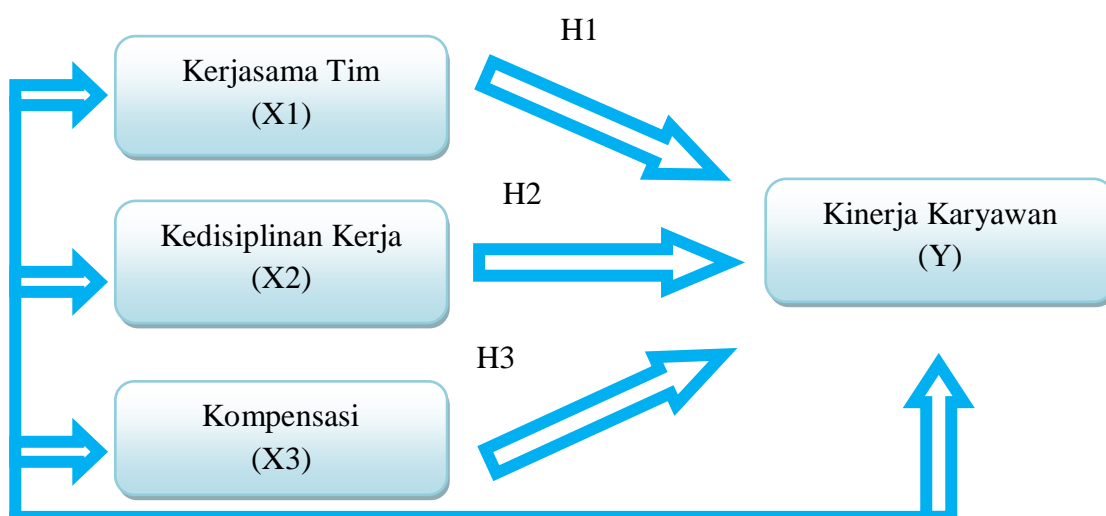 H1
Kerjasama Tim
(X1)
H2
Kedisiplinan Kerja
(X2)
Kinerja Karyawan
(Y)
H3
Kompensasi
(X3)